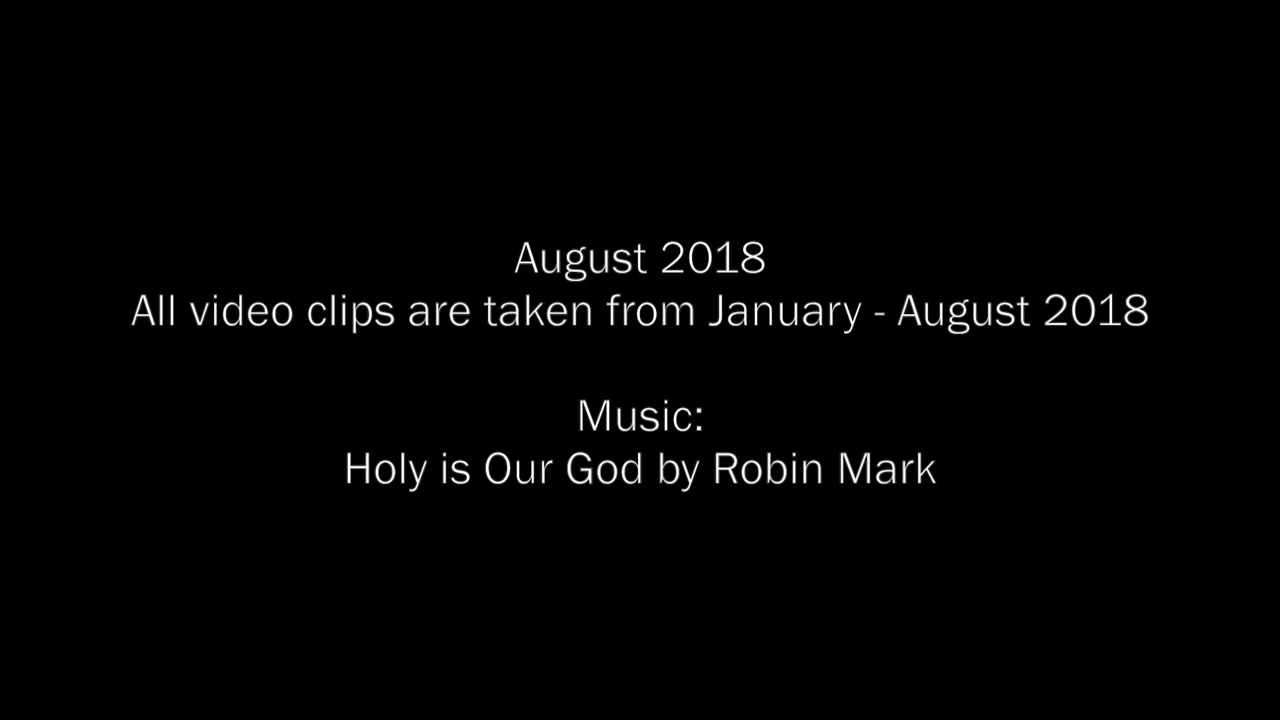 August 2018
All video clips are taken from January - August 2018
Music:
Holy is Our God by Robin Mark